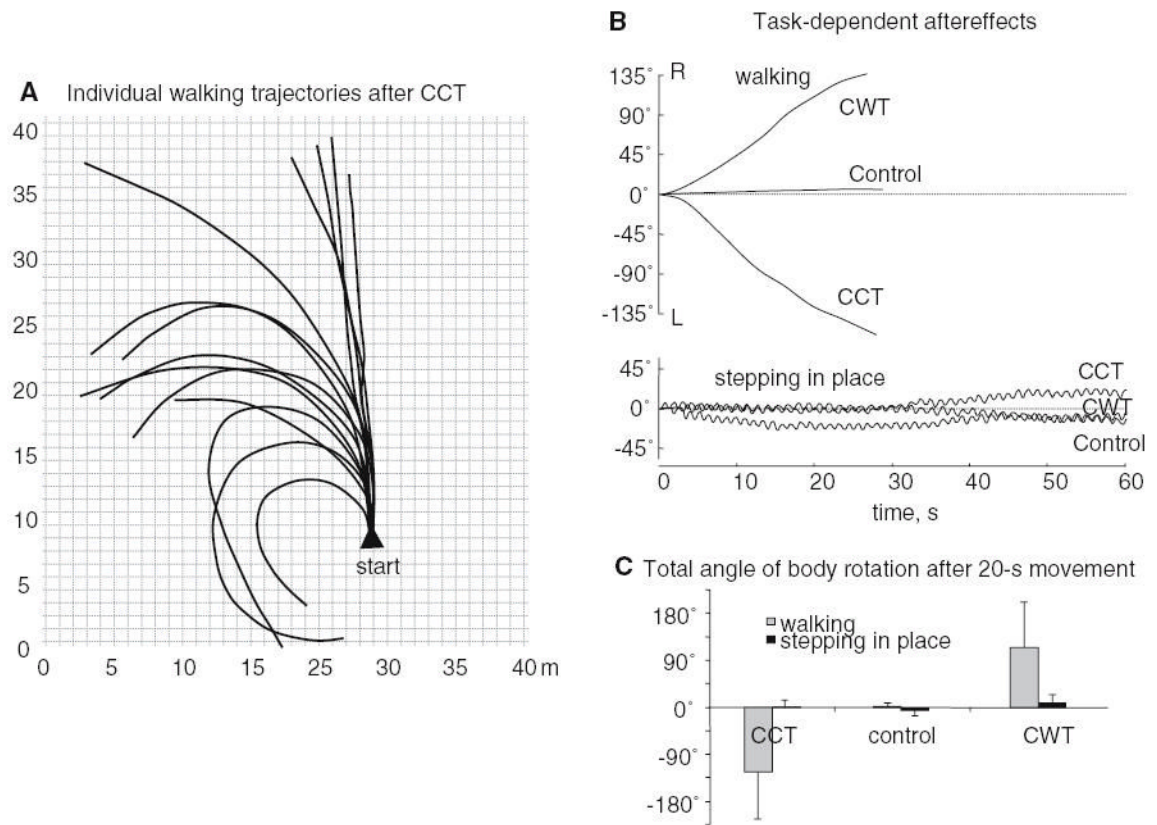 A Individual walking trajectories after CCT
40
35
30
25
20
15
10
5
0
start
0 5 10 15 25 30 35 40 m
B Task-dependent aftereffects
135°
90°
45°
0°
-45°
-90°
-135°
R
L
walking
CWT
Control
CCT
45°
0°
-45°
stepping in place
CCT
CWT
Control
0 10 20 30 40 50 60
time, s
C Total angle of body rotation after 20-s movement
180°
90°
0°
-90°
-180°
walking
stepping in place
CCT control CWT